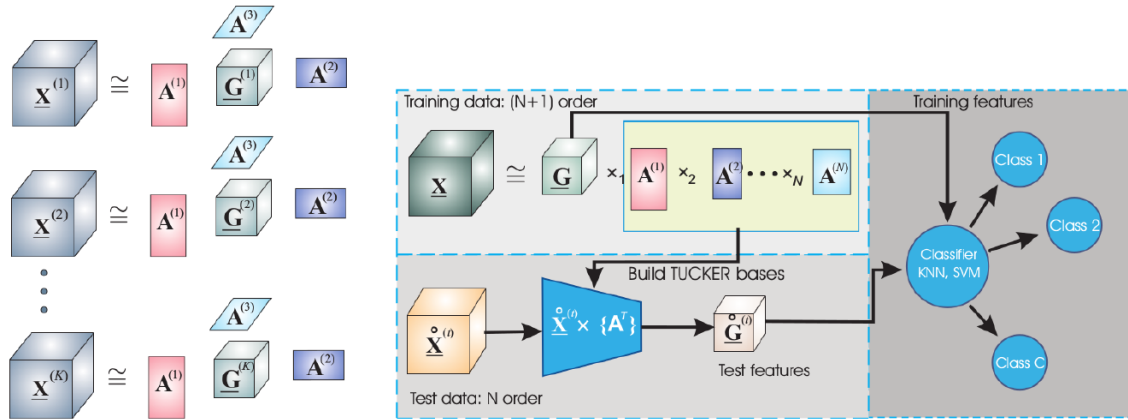 A(3)
X(1) ≅ A(1) G(1) A(2)
A(3)
X(2) ≅ A(1) G(2) A(2)
A(3)
X(K) ≅ A(1) G(K) A(2)
Training data: (N+1) order
X ≅ G ×1 A(1) ×2 A(2) ••• ×N A(N)
Build TUCKER bases
X̊(t)
X̊(t) × {A^T}
G̊(t)
Test features
Test data: N order
Training features
Class 1
Class 2
Classifier
KNN, SVM
Class C